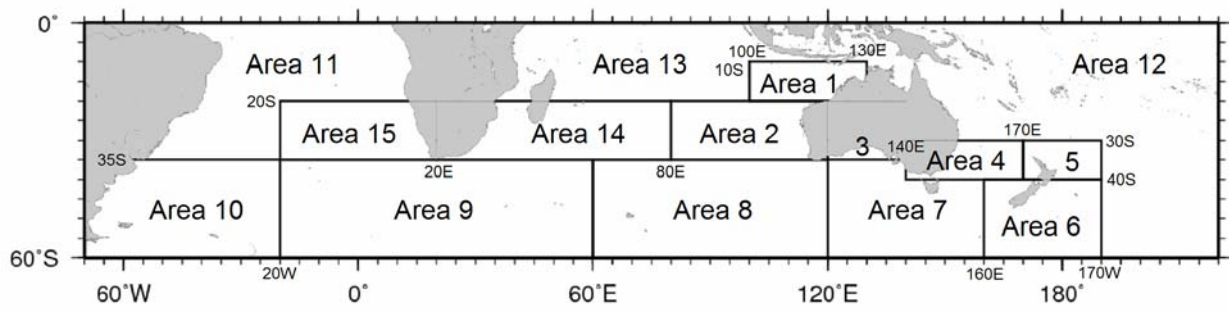 0°
Area 11
Area 13
100E
130E
10S
Area 1
Area 12
20S
Area 15
Area 14
Area 2
3
140E
170E
30S
Area 4
5
35S
20E
80E
40S
Area 10
Area 9
Area 8
Area 7
Area 6
60°S
20W
160E
170W
60°W
0°
60°E
120°E
180°